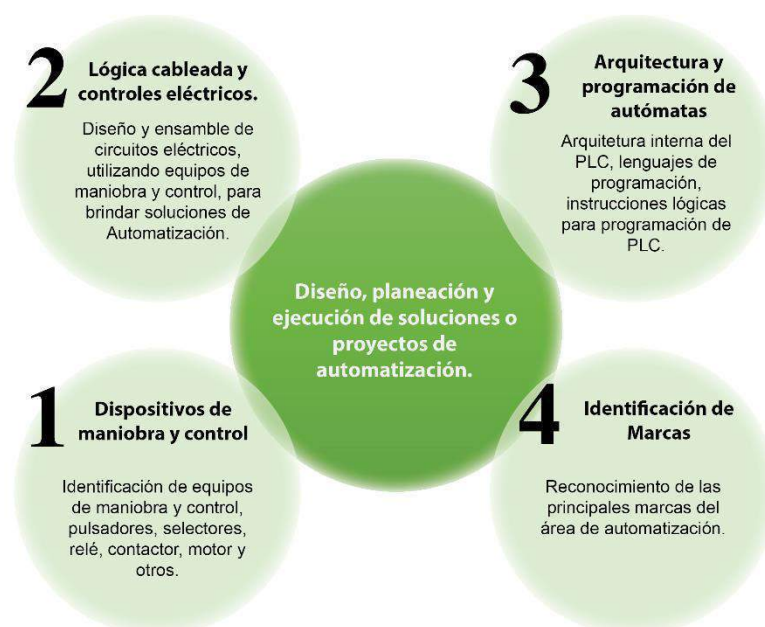 2
Lógica cableada y
controles eléctricos.
Diseño y ensamble de
circuitos eléctricos,
utilizando equipos de
maniobra y control, para
brindar soluciones de
Automatización.
3
Arquitectura y
programación de
autómatas
Arquitetura interna del
PLC, lenguajes de
programación,
instrucciones lógicas
para programación de
PLC.
Diseño, planeación y
ejecución de soluciones o
proyectos de
automatización.
1
Dispositivos de
maniobra y control
Identificación de equipos
de maniobra y control,
pulsadores, selectores,
relé, contactor, motor y
otros.
4
Identificación de
Marcas
Reconocimiento de las
principales marcas del
área de automatización.